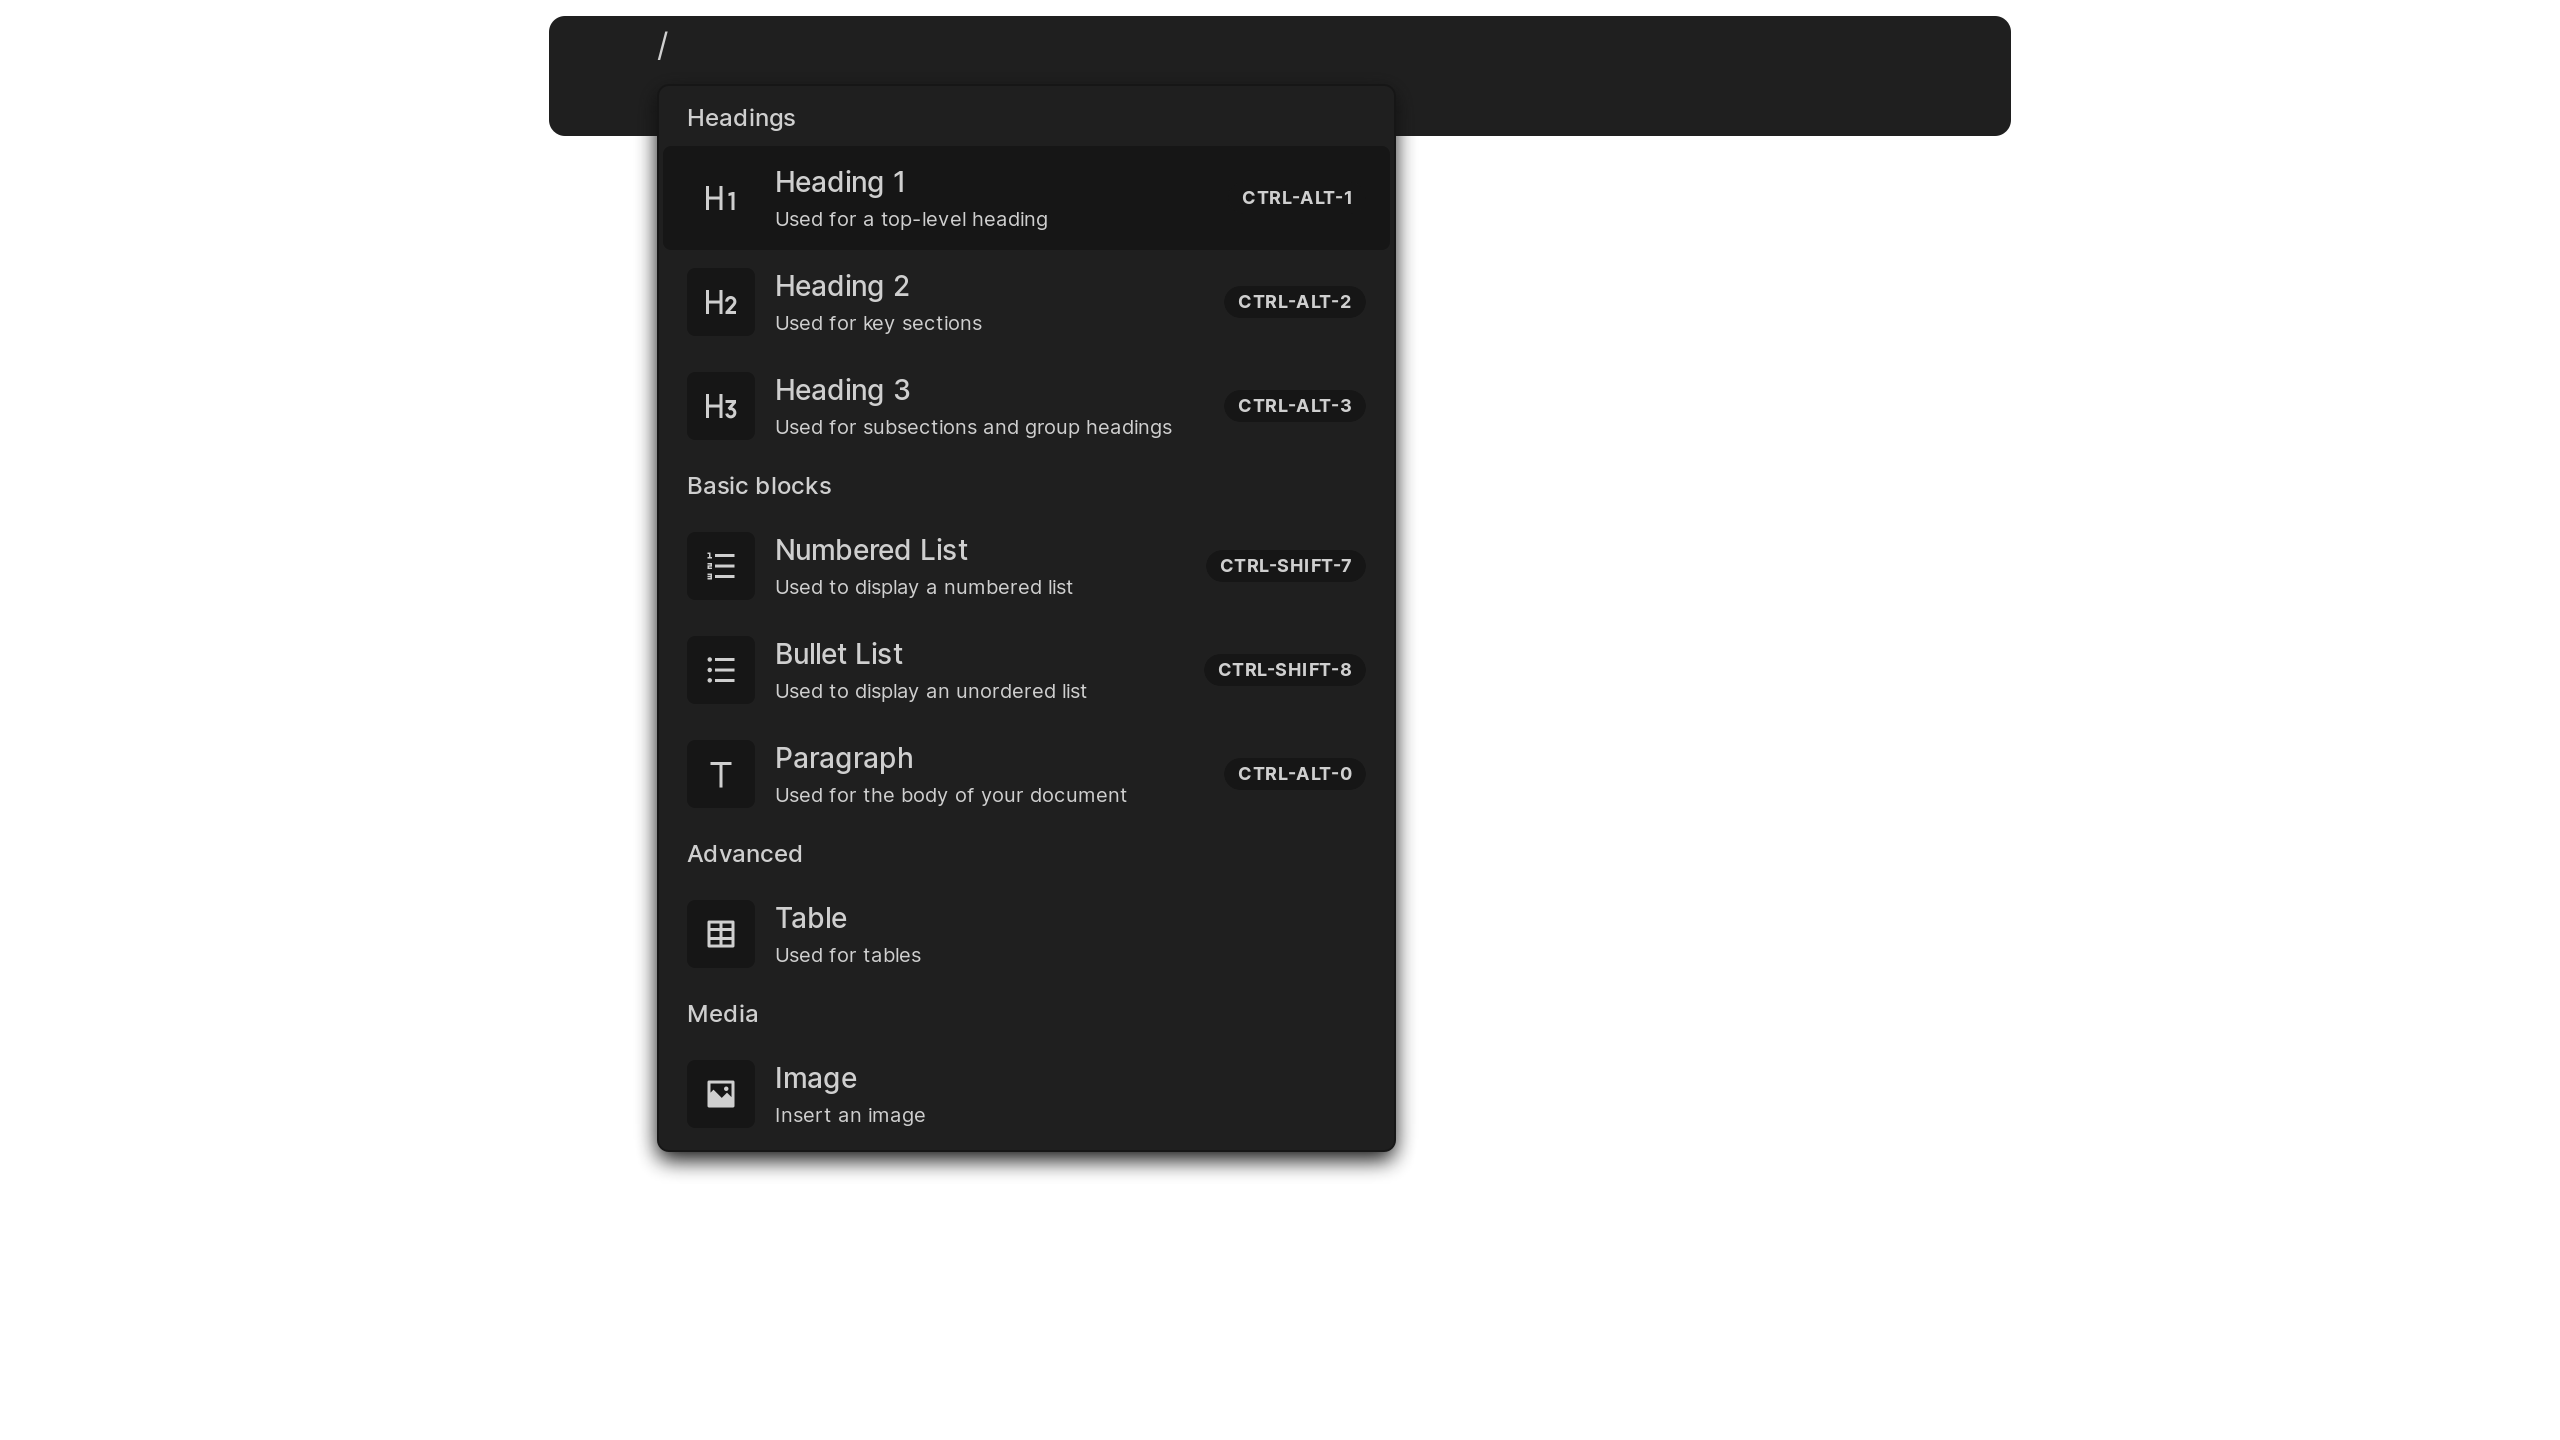 /
Headings
H1
Heading 1
Used for a top-level heading
CTRL-ALT-1
H2
Heading 2
Used for key sections
CTRL-ALT-2
H3
Heading 3
Used for subsections and group headings
CTRL-ALT-3
Basic blocks
Numbered List
Used to display a numbered list
CTRL-SHIFT-7
Bullet List
Used to display an unordered list
CTRL-SHIFT-8
T
Paragraph
Used for the body of your document
CTRL-ALT-0
Advanced
Table
Used for tables
Media
Image
Insert an image